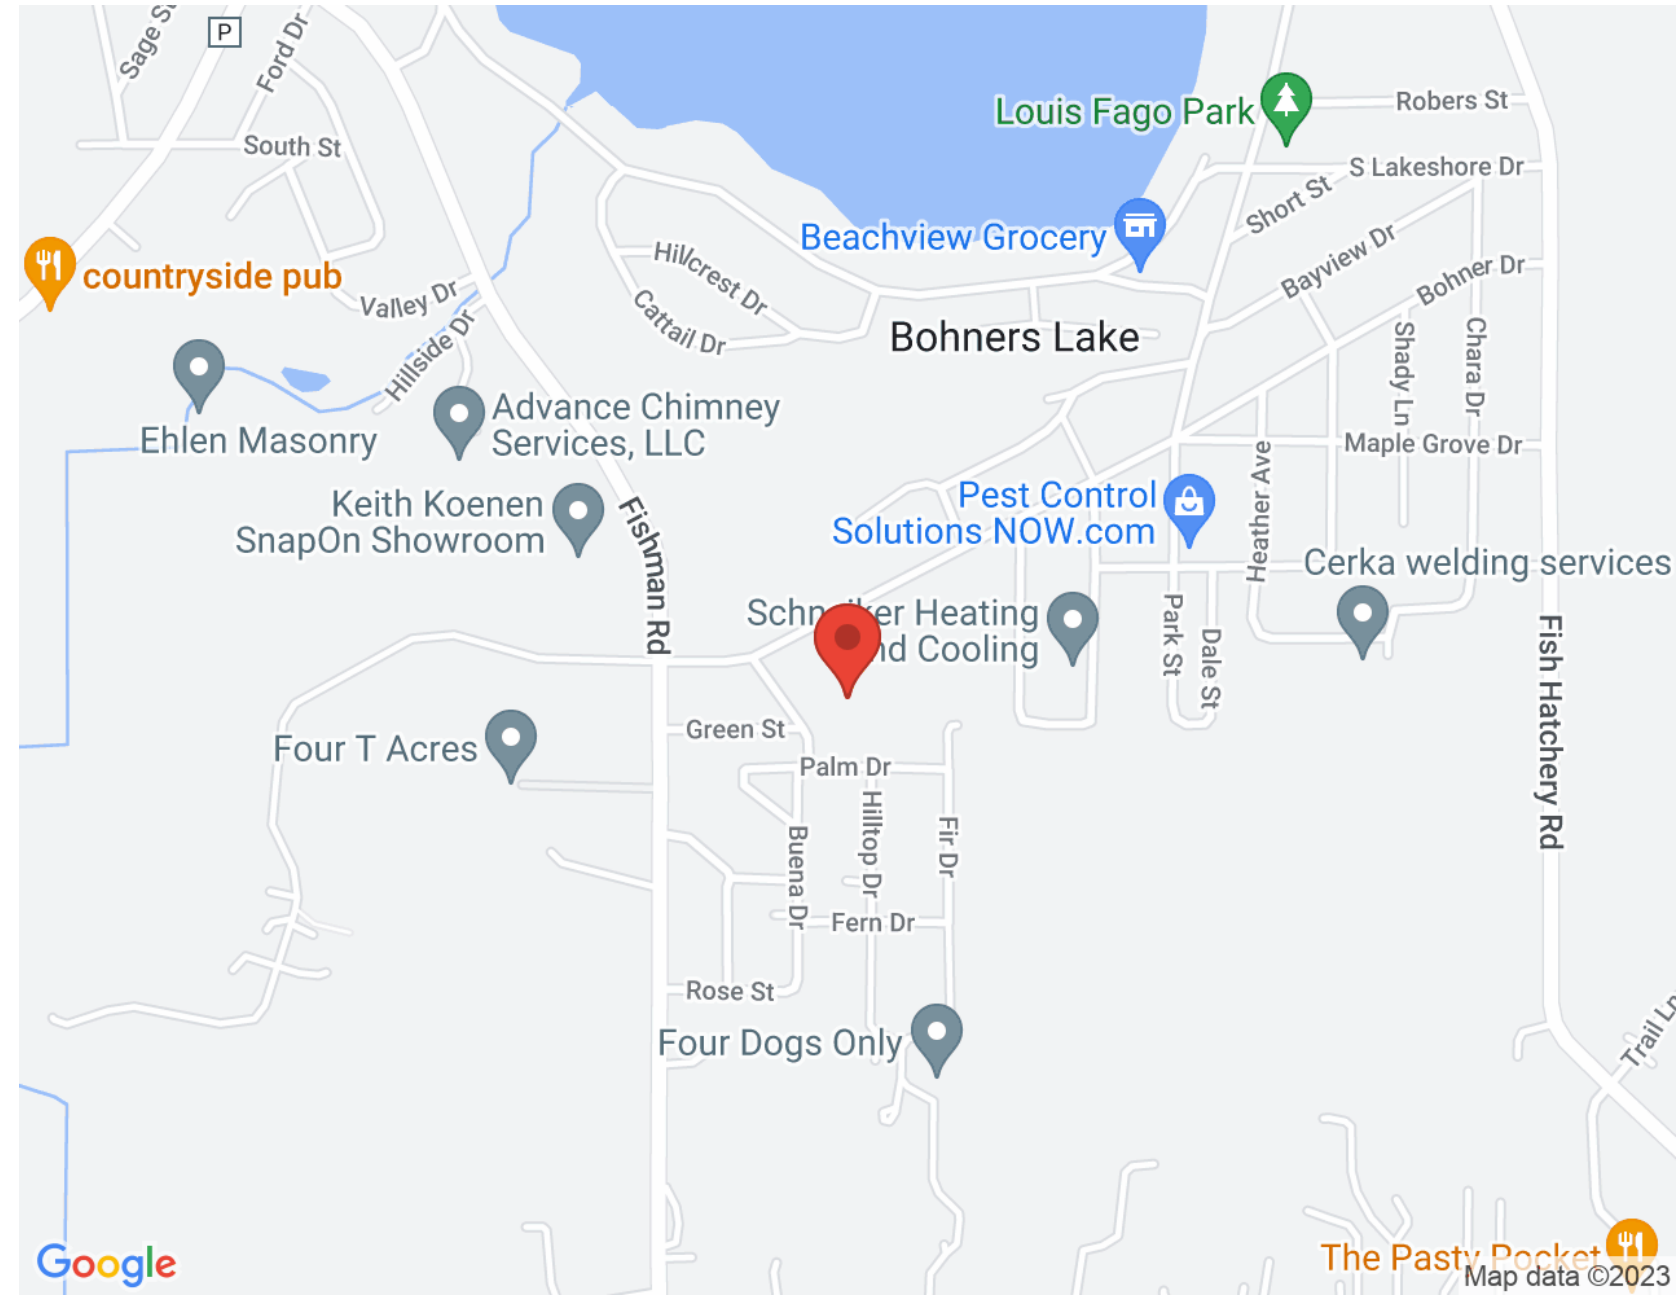 Sage St
P
Ford Dr
South St
Louis Fago Park
Robers St
S Lakeshore Dr
Short St
Bayview Dr
Bohner Dr
Beachview Grocery
Hillcrest Dr
Cattail Dr
countryside pub
Valley Dr
Hillside Dr
Bohners Lake
Shady Ln
Chara Dr
Ehlen Masonry
Advance Chimney
Services, LLC
Maple Grove Dr
Heather Ave
Keith Koenen
SnapOn Showroom
Fishman Rd
Pest Control
Solutions NOW.com
Cerka welding services
Heating
Cooling
Park St
Dale St
Fish Hatchery Rd
Green St
Four T Acres
Palm Dr
Hilltop Dr
Buena Dr
Fir Dr
Fern Dr
Rose St
Four Dogs Only
Trail Ln
The Pasty Pocket
Google
Map data ©2023